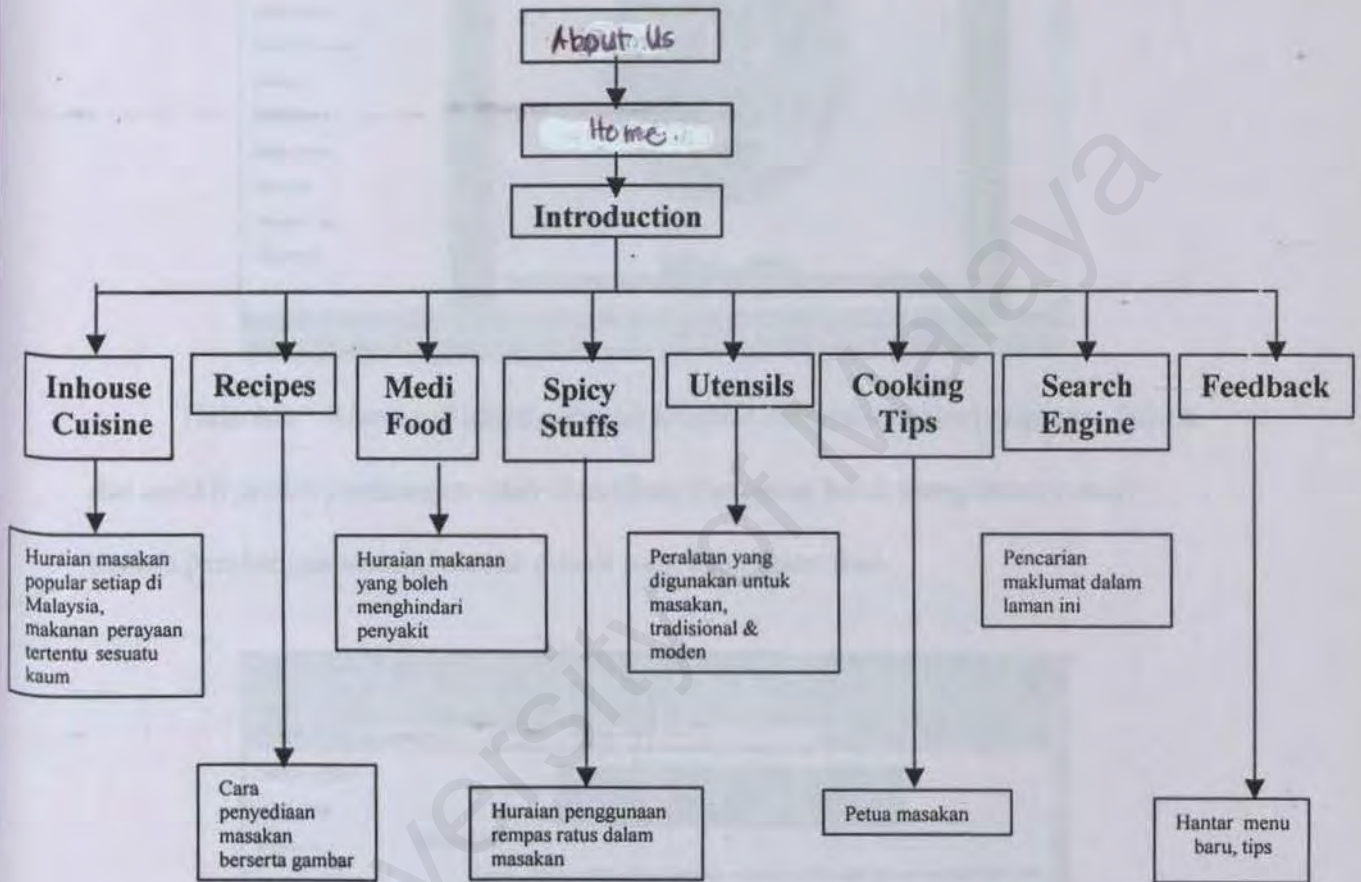 About Us
Home
Introduction
Inhouse
Cuisine
Recipes
Medi
Food
Spicy
Stuffs
Utensils
Cooking
Tips
Search
Engine
Feedback
Huraian masakan
popular setiap di
Malaysia,
makanan perayaan
tertentu sesuatu
kaum
Huraian makanan
yang boleh
menghindari
penyakit
Peralatan yang
digunakan untuk
masakan,
tradisional &
moden
Pencarian
maklumat dalam
laman ini
Cara
penyediaan
masakan
berserta gambar
Huraian penggunaan
rempas ratus dalam
masakan
Petua masakan
Hantar menu
baru, tips
University of Malaya